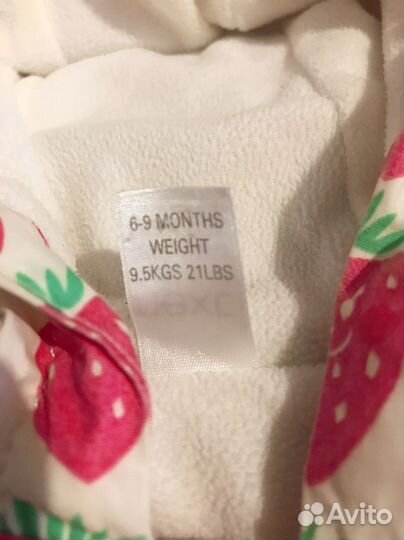 6-9 MONTHS
WEIGHT
9.5KGS 21LBS
Avito